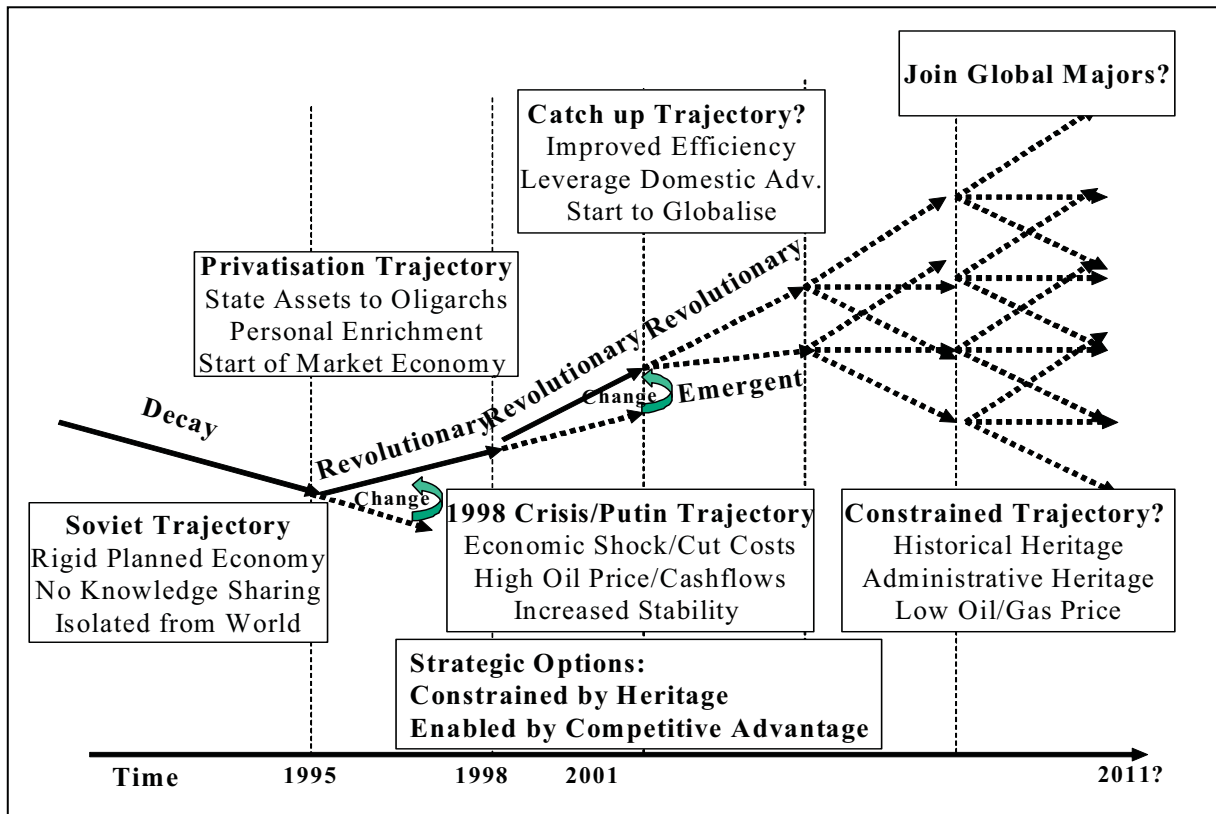 Join Global Majors?
Catch up Trajectory?
Improved Efficiency
Leverage Domestic Adv.
Start to Globalise
Privatisation Trajectory
State Assets to Oligarchs
Personal Enrichment
Start of Market Economy
Decay
Revolutionary
Revolutionary
Revolutionary
Change
Change
Emergent
Soviet Trajectory
Rigid Planned Economy
No Knowledge Sharing
Isolated from World
1998 Crisis/Putin Trajectory
Economic Shock/Cut Costs
High Oil Price/Cashflows
Increased Stability
Constrained Trajectory?
Historical Heritage
Administrative Heritage
Low Oil/Gas Price
Strategic Options:
Constrained by Heritage
Enabled by Competitive Advantage
Time 1995 1998 2001 2011?